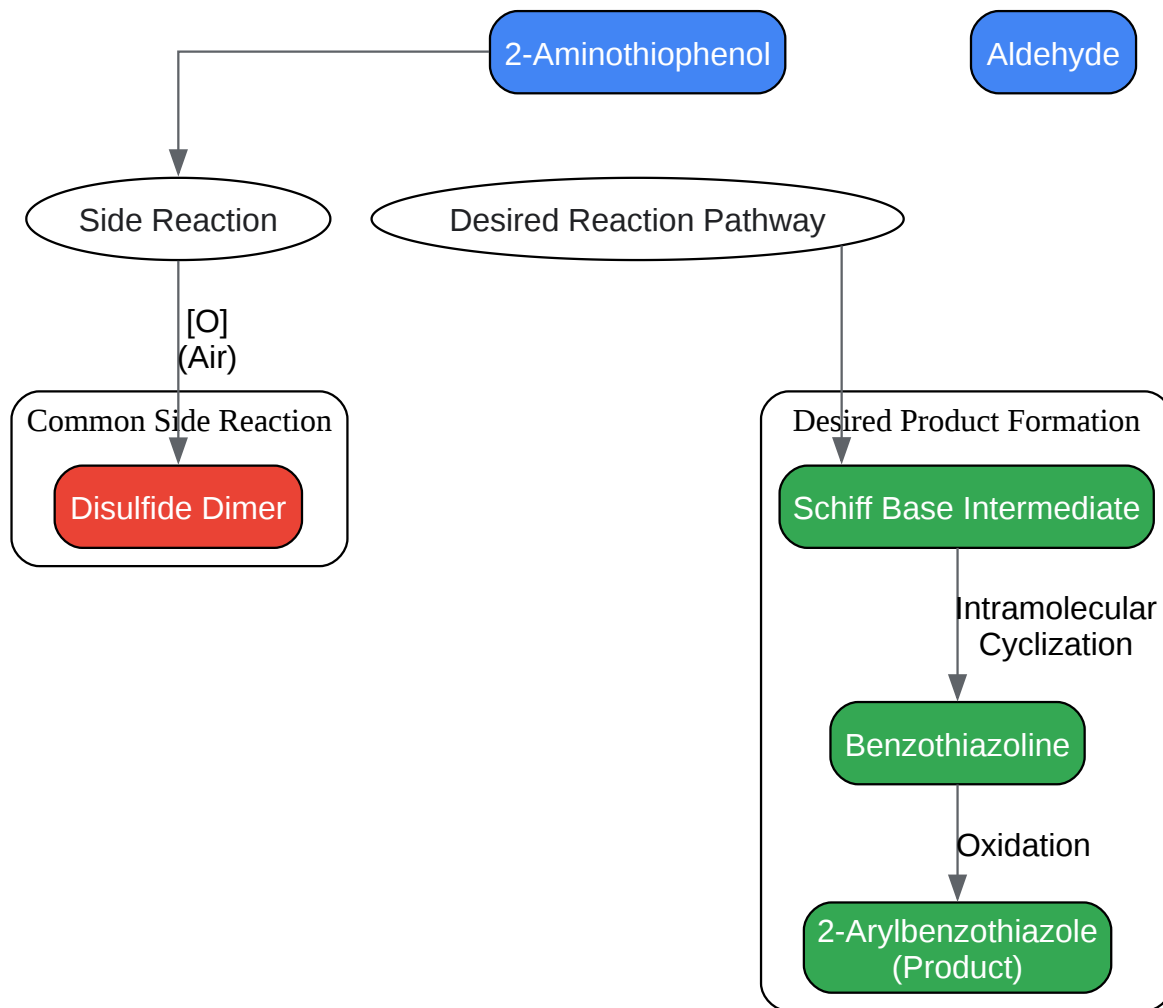 2-Aminothiophenol
Aldehyde
Side Reaction
Desired Reaction Pathway
[O]
(Air)
Common Side Reaction
Desired Product Formation
Disulfide Dimer
Schiff Base Intermediate
Intramolecular
Cyclization
Benzothiazoline
Oxidation
2-Arylbenzothiazole
(Product)